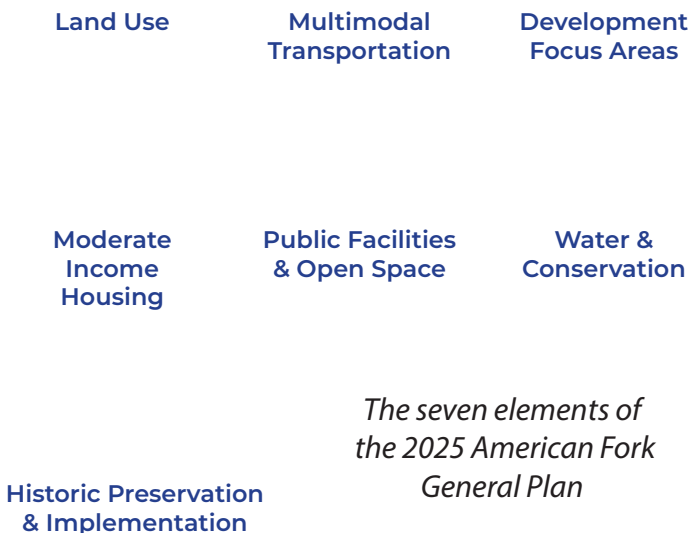 Land Use
Multimodal
Transportation
Development
Focus Areas
Moderate
Income
Housing
Public Facilities
& Open Space
Water &
Conservation
The seven elements of
the 2025 American Fork
General Plan
Historic Preservation
& Implementation